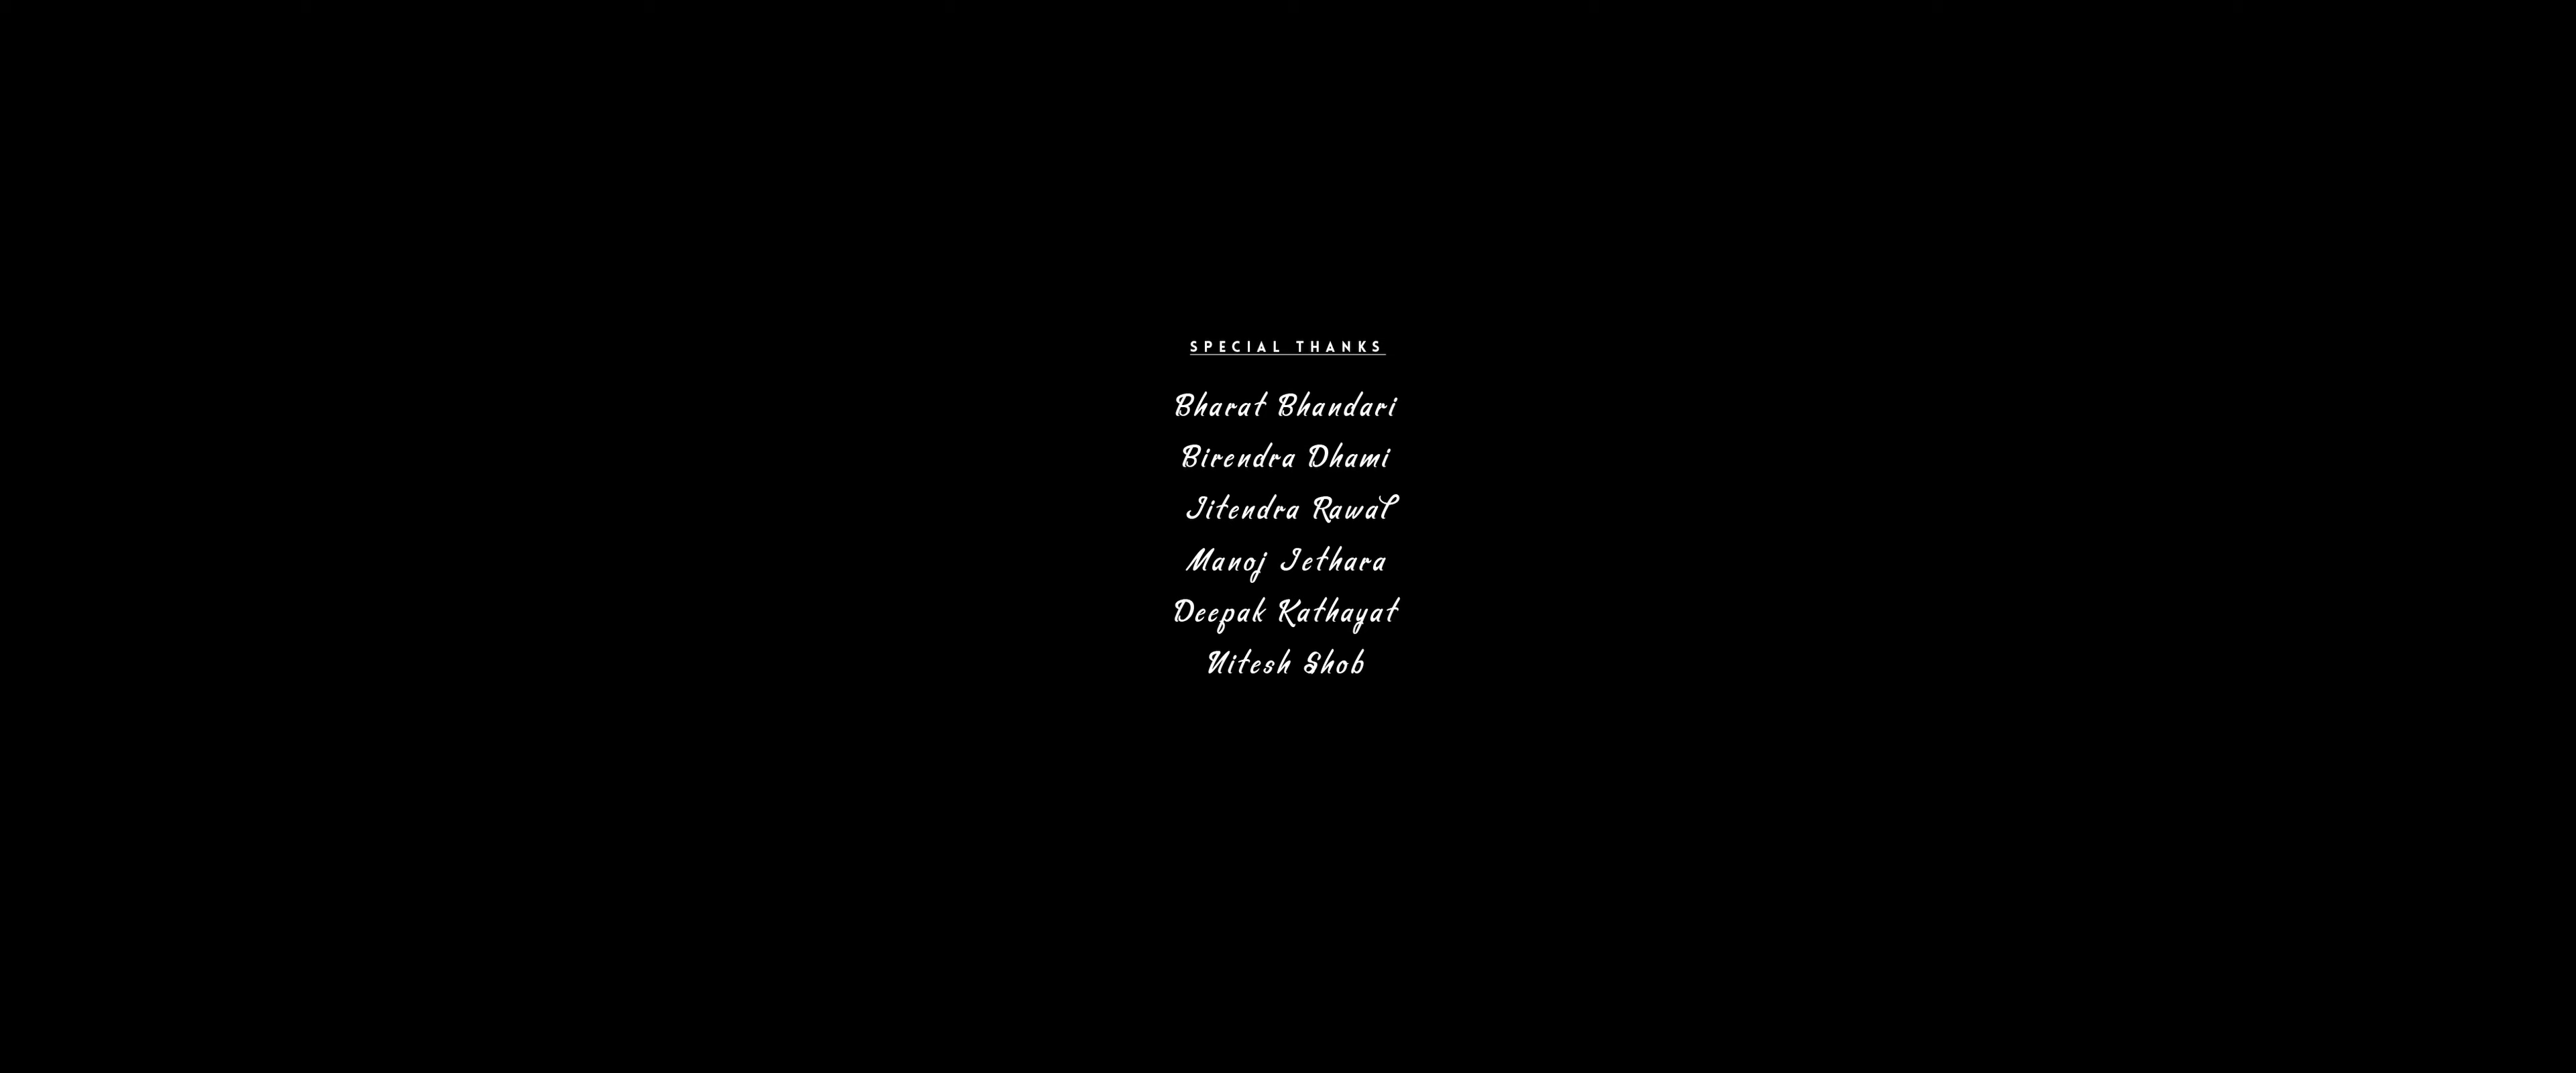 SPECIAL THANKS
Bharat Bhandari
Birendra Dhami
Jitendra Rawal
Manoj Jethara
Deepak Kathayat
Nitesh Shob